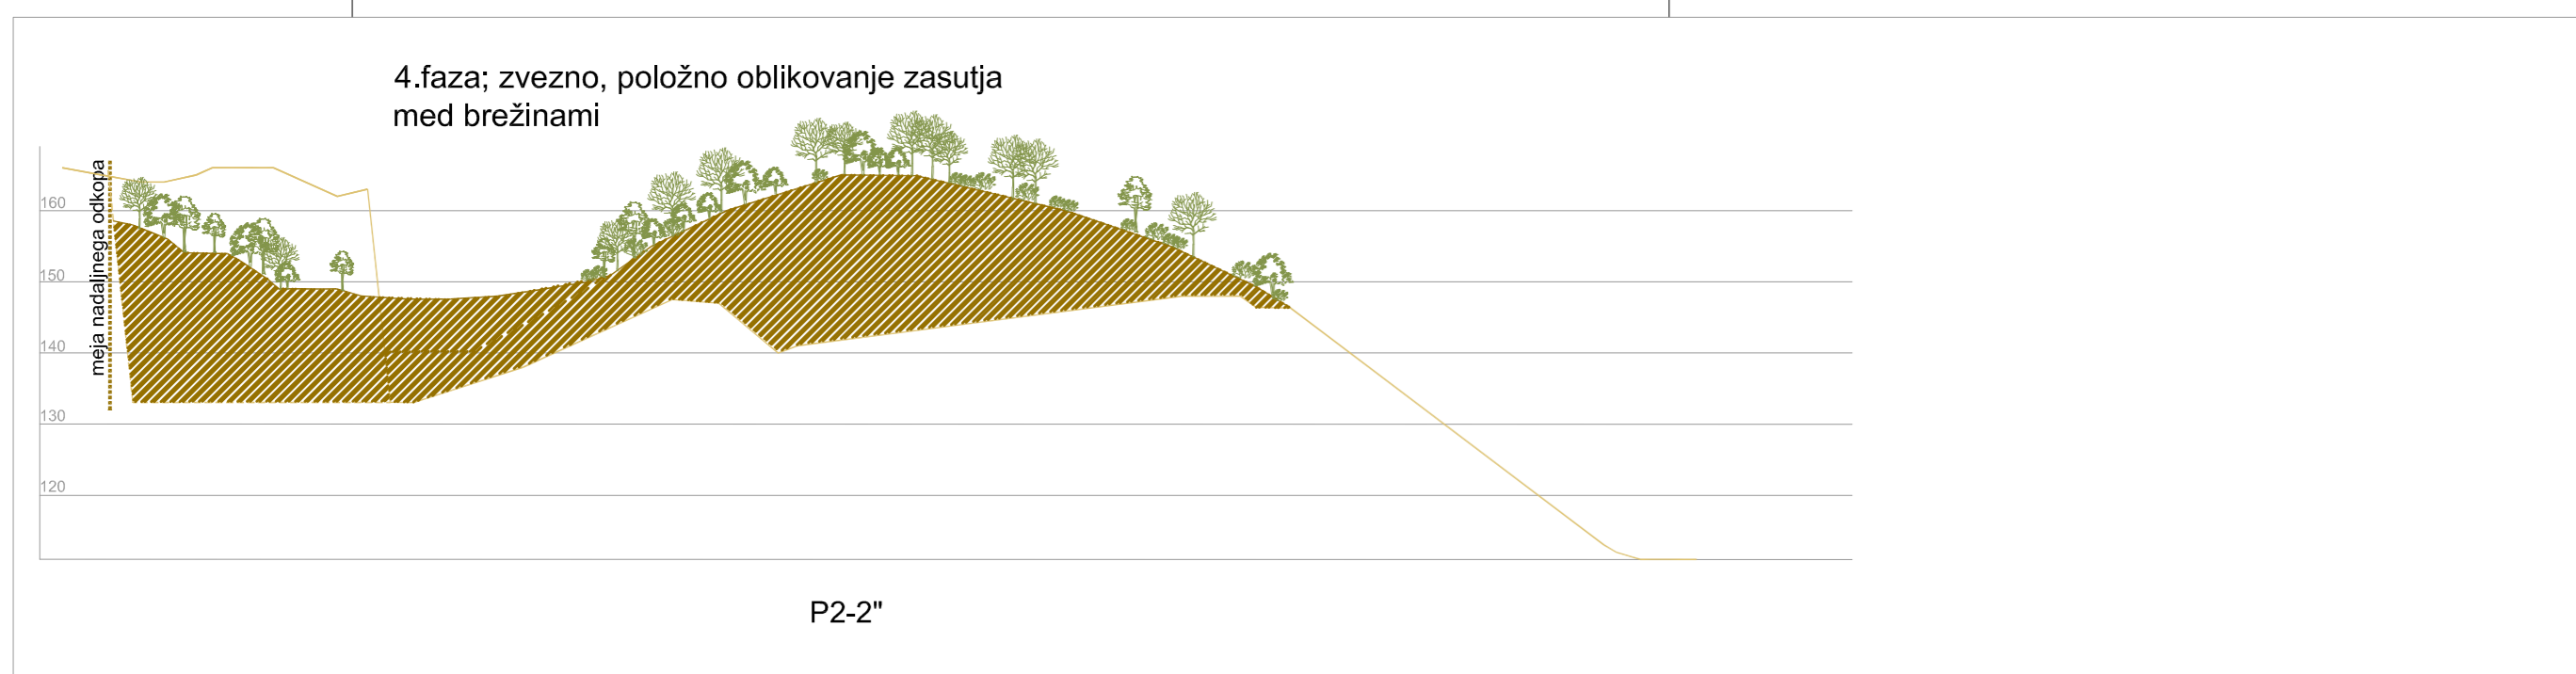 4.faza; zvezno, položno oblikovanje zasutja
med brežinami
meja nadaljnega odkopa
160
150
140
130
120
P2-2"